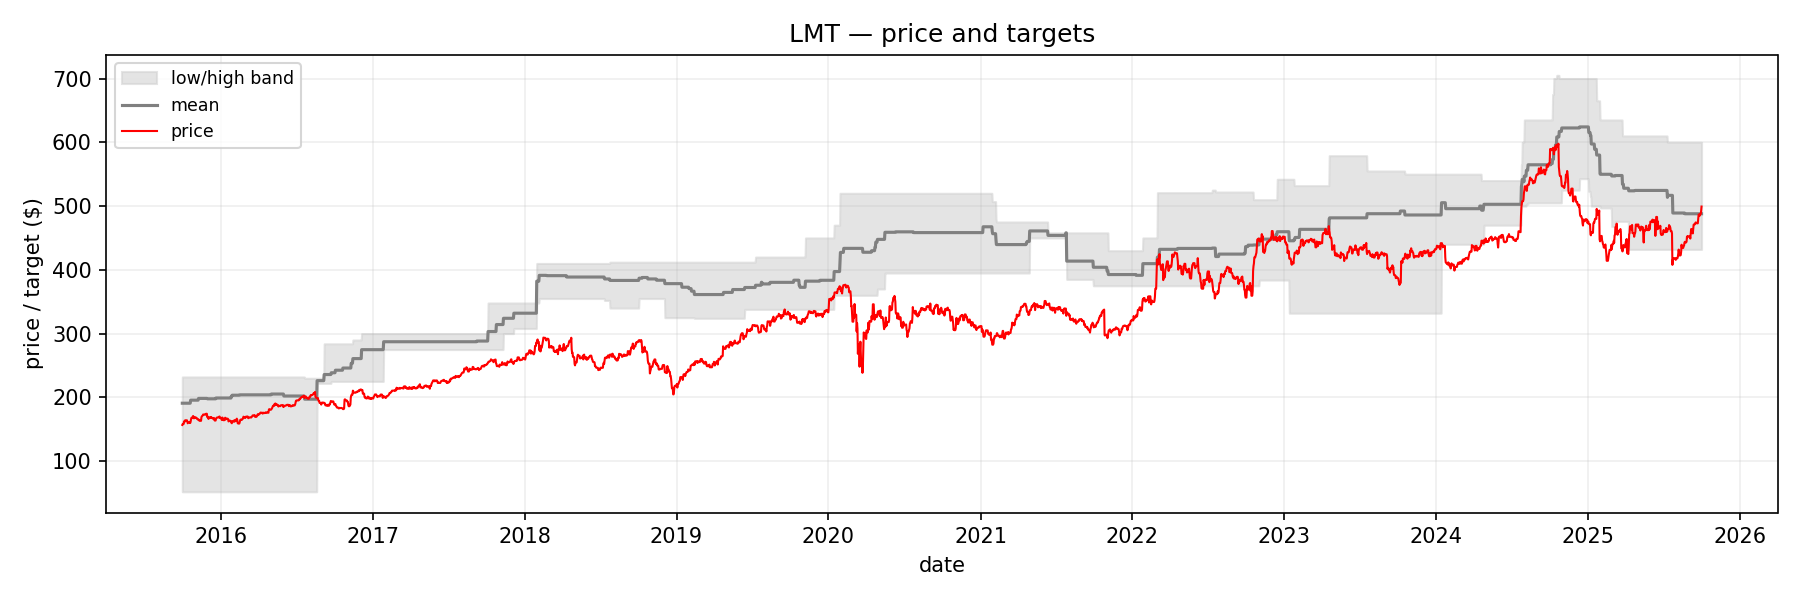 LMT — price and targets
low/high band
mean
price
price / target ($)
700
600
500
400
300
200
100
2016 2017 2018 2019 2020 2021 2022 2023 2024 2025 2026
date